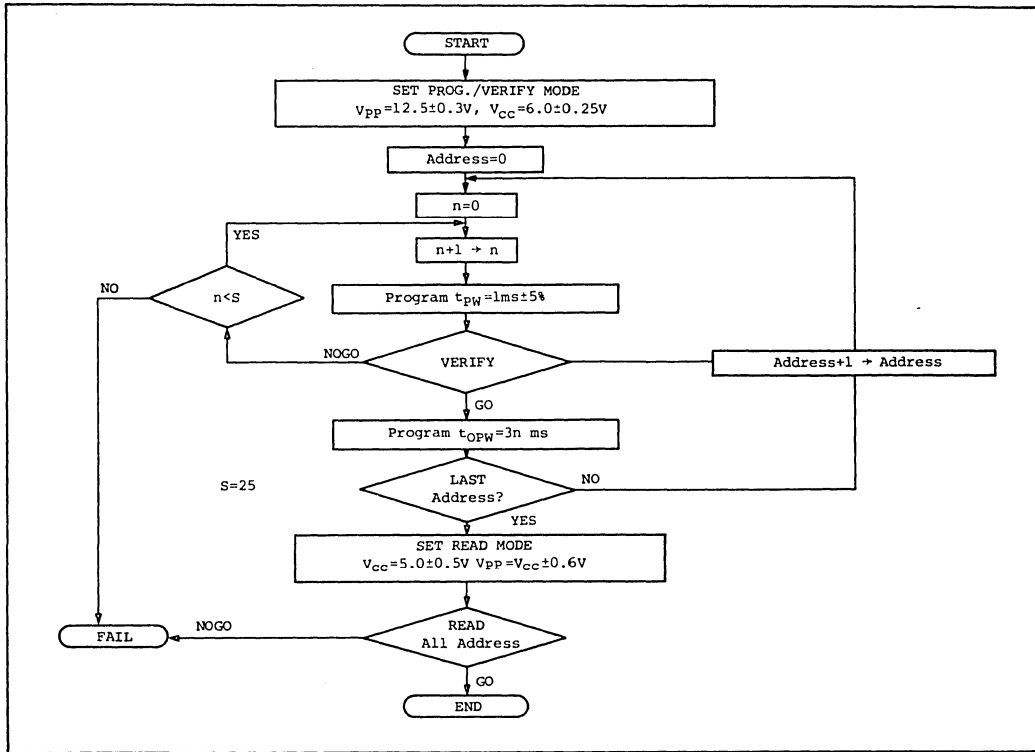 START
SET PROG./VERIFY MODE
VPP=12.5±0.3V, VCC=6.0±0.25V
Address=0
n=0
YES
n+1 → n
NO
n<S
Program tPW=1ms±5%
NOGO
VERIFY
Address+1 → Address
GO
Program tOPW=3n ms
S=25
LAST
Address?
NO
YES
SET READ MODE
VCC=5.0±0.5V VPP=VCC±0.6V
FAIL
NOGO
READ
All Address
GO
END